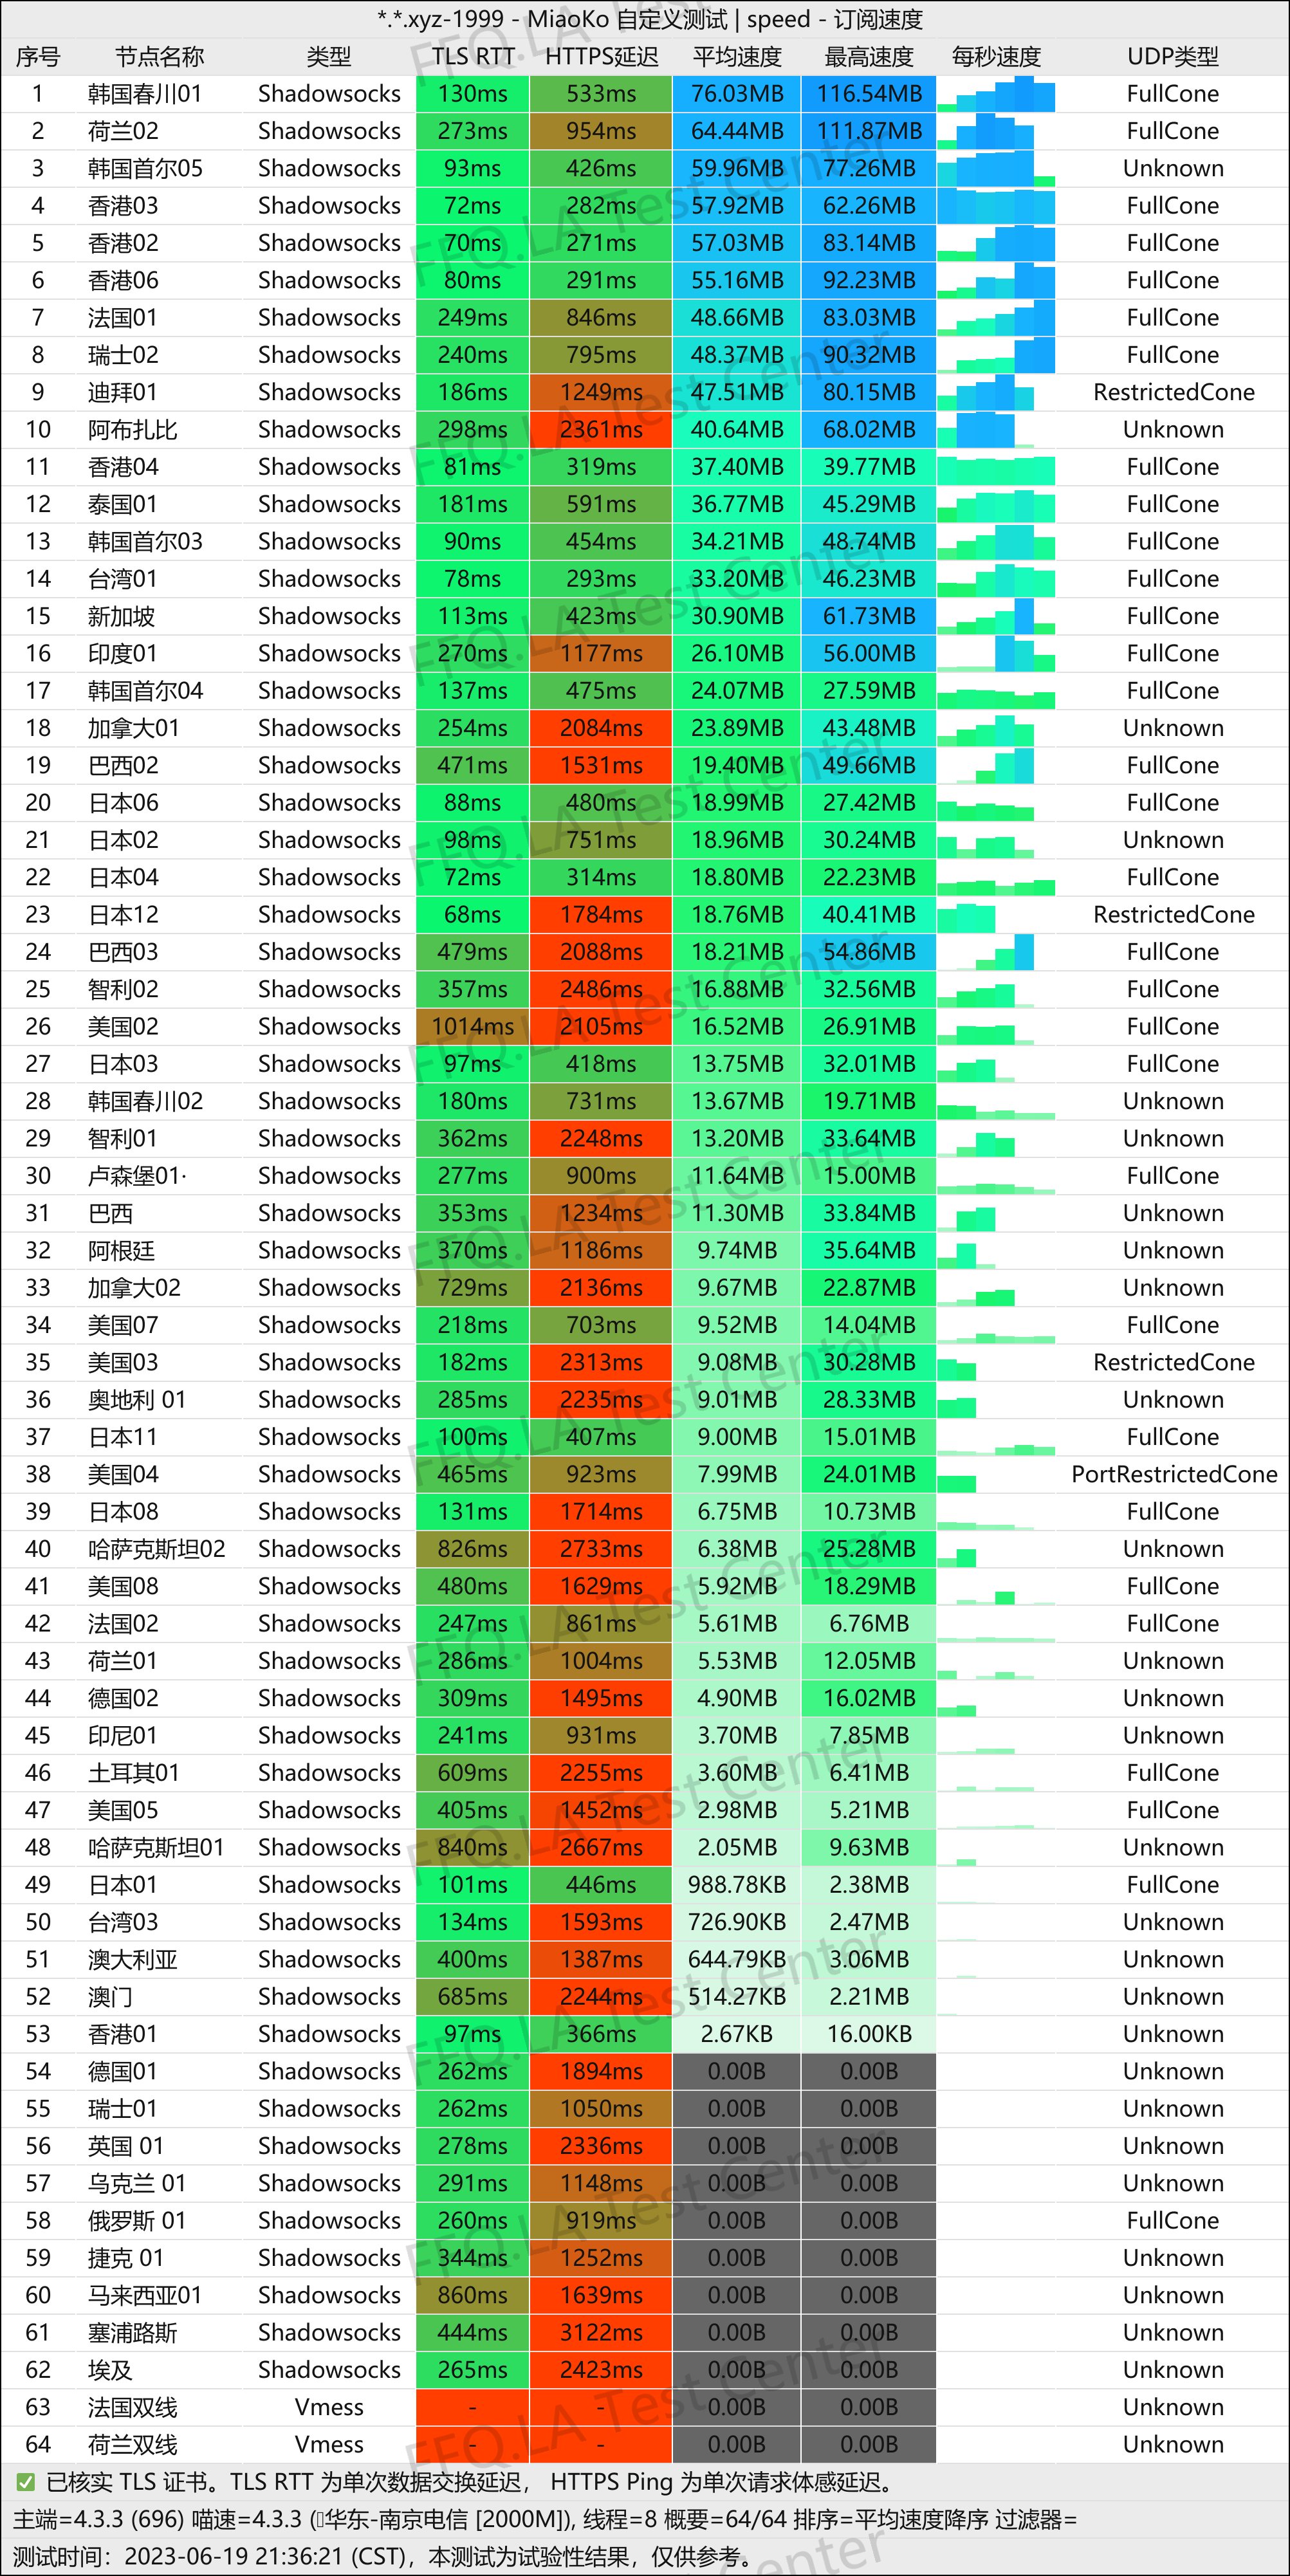 *.*.xyz-1999 - MiaoKo 自定义测试 | speed - 订阅速度
序号 节点名称 类型 TLS RTT HTTPS延迟 平均速度 最高速度 每秒速度 UDP类型
1 韩国春川01 Shadowsocks 130ms 533ms 76.03MB 116.54MB FullCone
2 荷兰02 Shadowsocks 273ms 954ms 64.44MB 111.87MB FullCone
3 韩国首尔05 Shadowsocks 93ms 426ms 59.96MB 77.26MB Unknown
4 香港03 Shadowsocks 72ms 282ms 57.92MB 62.26MB FullCone
5 香港02 Shadowsocks 70ms 271ms 57.03MB 83.14MB FullCone
6 香港06 Shadowsocks 80ms 291ms 55.16MB 92.23MB FullCone
7 法国01 Shadowsocks 249ms 846ms 48.66MB 83.03MB FullCone
8 瑞士02 Shadowsocks 240ms 795ms 48.37MB 90.32MB FullCone
9 迪拜01 Shadowsocks 186ms 1249ms 47.51MB 80.15MB RestrictedCone
10 阿布扎比 Shadowsocks 298ms 2361ms 40.64MB 68.02MB Unknown
11 香港04 Shadowsocks 81ms 319ms 37.40MB 39.77MB FullCone
12 泰国01 Shadowsocks 181ms 591ms 36.77MB 45.29MB FullCone
13 韩国首尔03 Shadowsocks 90ms 454ms 34.21MB 48.74MB FullCone
14 台湾01 Shadowsocks 78ms 293ms 33.20MB 46.23MB FullCone
15 新加坡 Shadowsocks 113ms 423ms 30.90MB 61.73MB FullCone
16 印度01 Shadowsocks 270ms 1177ms 26.10MB 56.00MB FullCone
17 韩国首尔04 Shadowsocks 137ms 475ms 24.07MB 27.59MB FullCone
18 加拿大01 Shadowsocks 254ms 2084ms 23.89MB 43.48MB Unknown
19 巴西02 Shadowsocks 471ms 1531ms 19.40MB 49.66MB FullCone
20 日本06 Shadowsocks 88ms 480ms 18.99MB 27.42MB FullCone
21 日本02 Shadowsocks 98ms 751ms 18.96MB 30.24MB Unknown
22 日本04 Shadowsocks 72ms 314ms 18.80MB 22.23MB FullCone
23 日本12 Shadowsocks 68ms 1784ms 18.76MB 40.41MB RestrictedCone
24 巴西03 Shadowsocks 479ms 2088ms 18.21MB 54.86MB FullCone
25 智利02 Shadowsocks 357ms 2486ms 16.88MB 32.56MB FullCone
26 美国02 Shadowsocks 1014ms 2105ms 16.52MB 26.91MB FullCone
27 日本03 Shadowsocks 97ms 418ms 13.75MB 32.01MB FullCone
28 韩国春川02 Shadowsocks 180ms 731ms 13.67MB 19.71MB Unknown
29 智利01 Shadowsocks 362ms 2248ms 13.20MB 33.64MB Unknown
30 卢森堡01· Shadowsocks 277ms 900ms 11.64MB 15.00MB FullCone
31 巴西 Shadowsocks 353ms 1234ms 11.30MB 33.84MB Unknown
32 阿根廷 Shadowsocks 370ms 1186ms 9.74MB 35.64MB Unknown
33 加拿大02 Shadowsocks 729ms 2136ms 9.67MB 22.87MB Unknown
34 美国07 Shadowsocks 218ms 703ms 9.52MB 14.04MB FullCone
35 美国03 Shadowsocks 182ms 2313ms 9.08MB 30.28MB RestrictedCone
36 奥地利 01 Shadowsocks 285ms 2235ms 9.01MB 28.33MB Unknown
37 日本11 Shadowsocks 100ms 407ms 9.00MB 15.01MB FullCone
38 美国04 Shadowsocks 465ms 923ms 7.99MB 24.01MB PortRestrictedCone
39 日本08 Shadowsocks 131ms 1714ms 6.75MB 10.73MB FullCone
40 哈萨克斯坦02 Shadowsocks 826ms 2733ms 6.38MB 25.28MB Unknown
41 美国08 Shadowsocks 480ms 1629ms 5.92MB 18.29MB FullCone
42 法国02 Shadowsocks 247ms 861ms 5.61MB 6.76MB FullCone
43 荷兰01 Shadowsocks 286ms 1004ms 5.53MB 12.05MB Unknown
44 德国02 Shadowsocks 309ms 1495ms 4.90MB 16.02MB Unknown
45 印尼01 Shadowsocks 241ms 931ms 3.70MB 7.85MB Unknown
46 土耳其01 Shadowsocks 609ms 2255ms 3.60MB 6.41MB FullCone
47 美国05 Shadowsocks 405ms 1452ms 2.98MB 5.21MB FullCone
48 哈萨克斯坦01 Shadowsocks 840ms 2667ms 2.05MB 9.63MB Unknown
49 日本01 Shadowsocks 101ms 446ms 988.78KB 2.38MB FullCone
50 台湾03 Shadowsocks 134ms 1593ms 726.90KB 2.47MB Unknown
51 澳大利亚 Shadowsocks 400ms 1387ms 644.79KB 3.06MB Unknown
52 澳门 Shadowsocks 685ms 2244ms 514.27KB 2.21MB Unknown
53 香港01 Shadowsocks 97ms 366ms 2.67KB 16.00KB Unknown
54 德国01 Shadowsocks 262ms 1894ms 0.00B 0.00B Unknown
55 瑞士01 Shadowsocks 262ms 1050ms 0.00B 0.00B Unknown
56 英国 01 Shadowsocks 278ms 2336ms 0.00B 0.00B Unknown
57 乌克兰 01 Shadowsocks 291ms 1148ms 0.00B 0.00B Unknown
58 俄罗斯 01 Shadowsocks 260ms 919ms 0.00B 0.00B FullCone
59 捷克 01 Shadowsocks 344ms 1252ms 0.00B 0.00B Unknown
60 马来西亚01 Shadowsocks 860ms 1639ms 0.00B 0.00B Unknown
61 塞浦路斯 Shadowsocks 444ms 3122ms 0.00B 0.00B Unknown
62 埃及 Shadowsocks 265ms 2423ms 0.00B 0.00B Unknown
63 法国双线 Vmess - - 0.00B 0.00B Unknown
64 荷兰双线 Vmess - - 0.00B 0.00B Unknown
✅ 已核实 TLS 证书。TLS RTT 为单次数据交换延迟， HTTPS Ping 为单次请求体感延迟。
主端=4.3.3 (696) 喵速=4.3.3 (▯华东-南京电信 [2000M]), 线程=8 概要=64/64 排序=平均速度降序 过滤器=
测试时间：2023-06-19 21:36:21 (CST)，本测试为试验性结果，仅供参考。
FFQ.LA Test Center